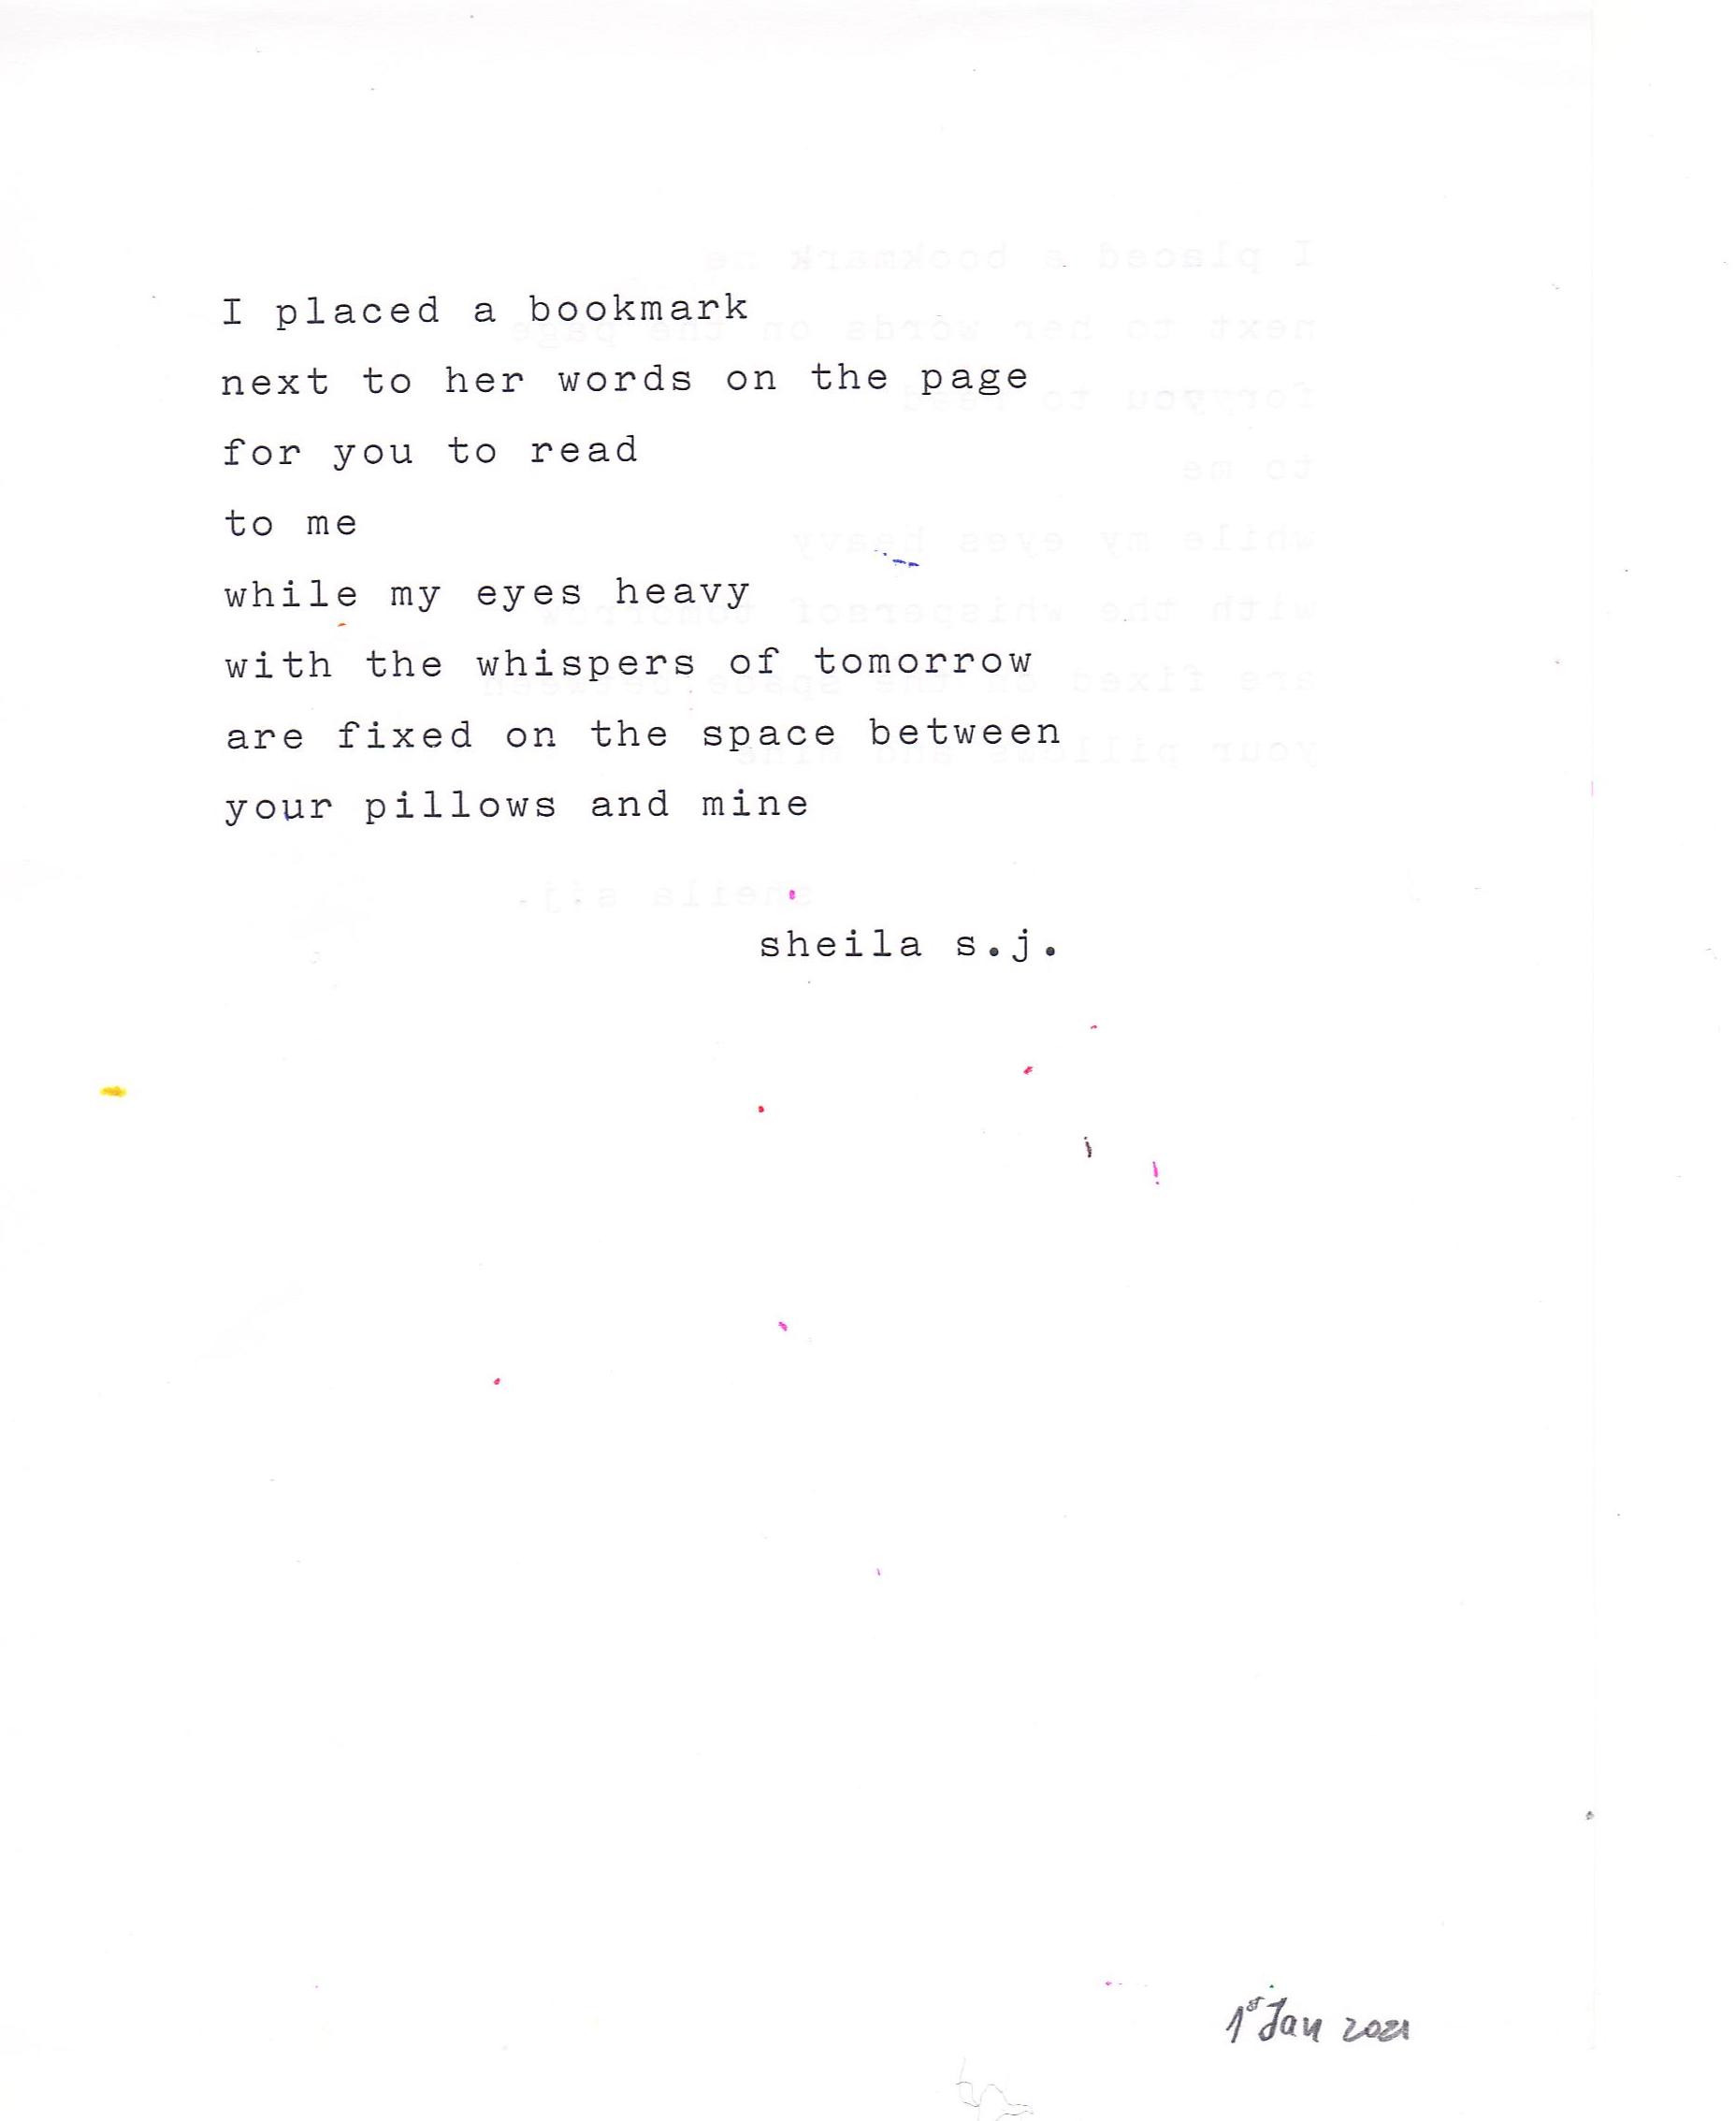 I placed a bookmark
next to her words on the page
for you to read
to me
while my eyes heavy
with the whispers of tomorrow
are fixed on the space between
your pillows and mine
sheila s.j.
1st Jan 2021